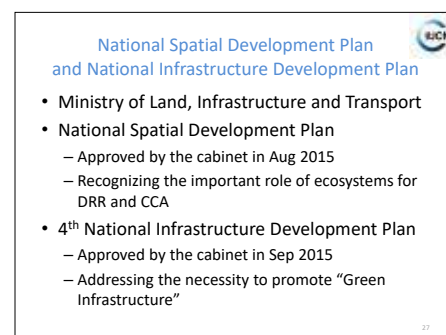 National Spatial Development Plan
and National Infrastructure Development Plan
• Ministry of Land, Infrastructure and Transport
• National Spatial Development Plan
– Approved by the cabinet in Aug 2015
– Recognizing the important role of ecosystems for
DRR and CCA
• 4th National Infrastructure Development Plan
– Approved by the cabinet in Sep 2015
– Addressing the necessity to promote “Green
Infrastructure”
27